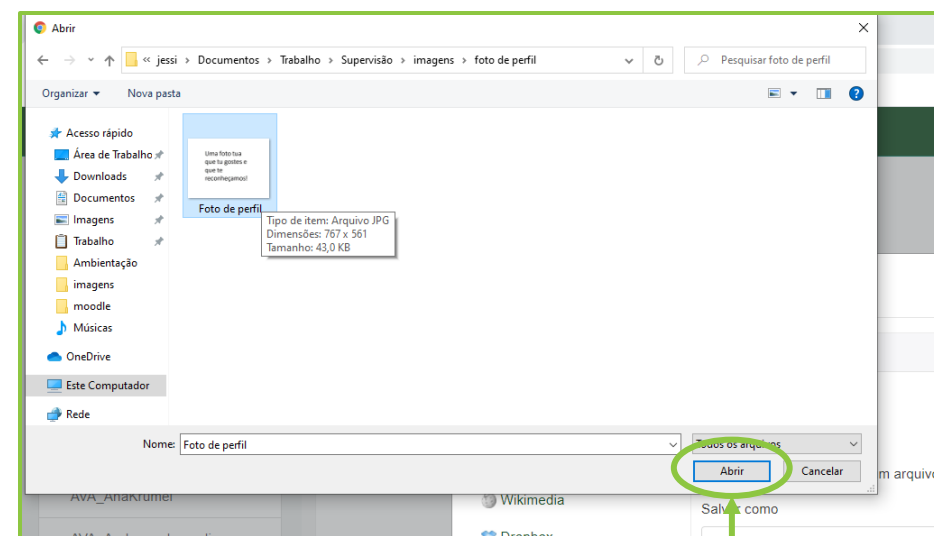 Abrir
« jessi > Documentos > Trabalho > Supervisão > imagens > foto de perfil
Pesquisar foto de perfil
Organizar
Nova pasta
Acesso rápido
Área de Trabalho
Downloads
Documentos
Imagens
Trabalho
Ambientação
imagens
moodle
Músicas
OneDrive
Este Computador
Rede
Uma foto tua
que tu gostes e
que te
reconheçamos!
Foto de perfil
Tipo de item: Arquivo JPG
Dimensões: 767 x 561
Tamanho: 43,0 KB
Nome:
Foto de perfil
Todos os arquivos
Abrir
Cancelar
m arquivo
AVA_AnaKrumel
Wikimedia
Salvar como
Dropbox